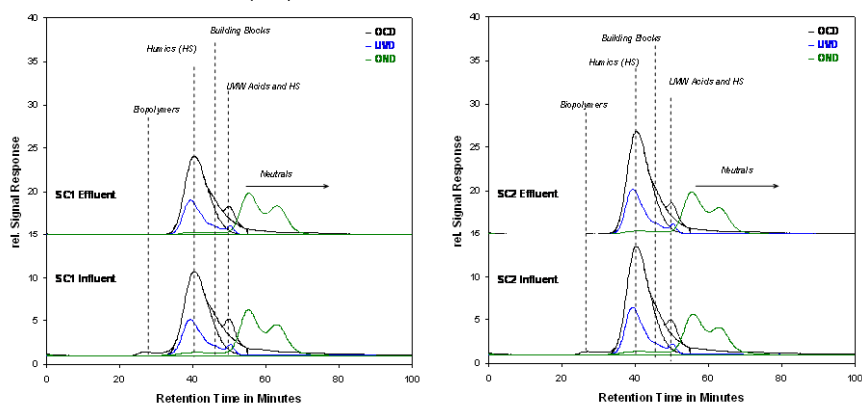 40
35
30
25
20
15
10
5
0
rel. Signal Response
Building Blocks
Humics (HS)
LMW Acids and HS
Biopolymers
Neutrals
OCD
UVD
OND
SC1 Effluent
SC1 Influent
0 20 40 60 80 100
Retention Time in Minutes
40
35
30
25
20
15
10
5
0
rel. Signal Response
Building Blocks
Humics (HS)
LMW Acids and HS
Biopolymers
Neutrals
OCD
UVD
OND
SC2 Effluent
SC2 Influent
0 20 40 60 80 100
Retention Time in Minutes